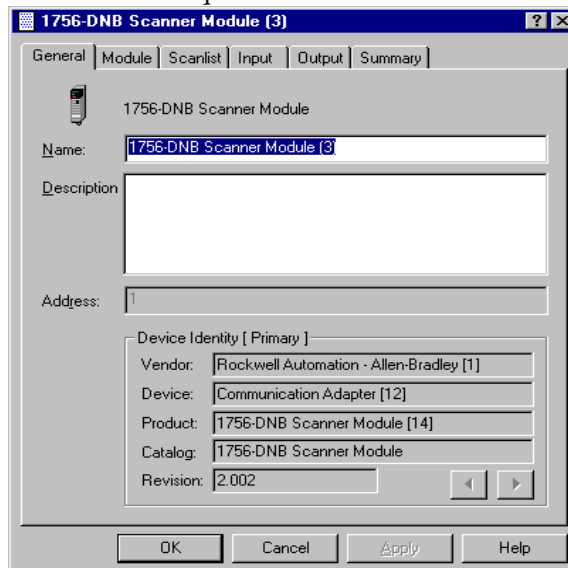 1756-DNB Scanner Module (3)
General Module Scanlist Input Output Summary
1756-DNB Scanner Module
Name: 1756-DNB Scanner Module (3)
Description
Address: 1
Device Identity [ Primary ]
Vendor: Rockwell Automation - Allen-Bradley [1]
Device: Communication Adapter [12]
Product: 1756-DNB Scanner Module [14]
Catalog: 1756-DNB Scanner Module
Revision: 2.002
OK Cancel Apply Help